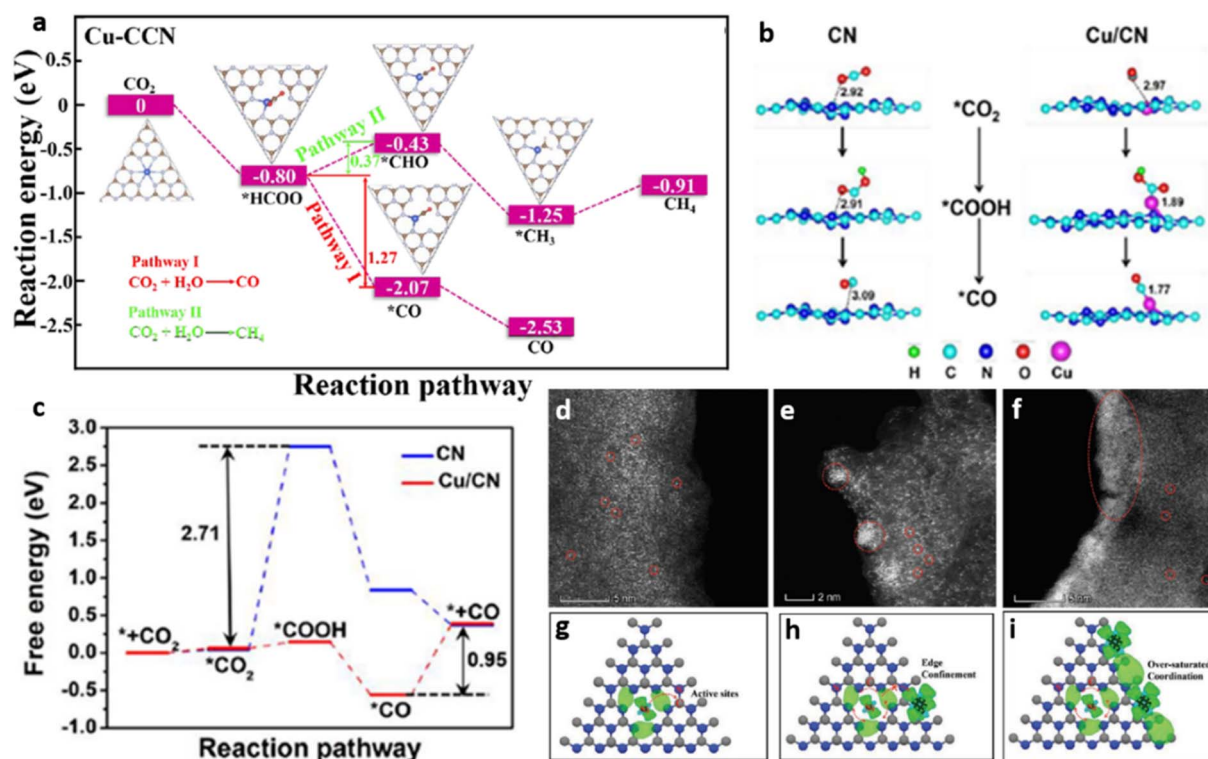 a
Cu-CCN
Reaction energy (eV)
0.5
0
-0.5
-1.0
-1.5
-2.0
-2.5
CO₂
0
-0.80
*HCOO
Pathway II
0.37
-0.43
*CHO
Pathway I
1.27
-2.07
*CO
-1.25
*CH₃
-0.91
CH₄
-2.53
CO
Pathway I
CO₂ + H₂O → CO
Pathway II
CO₂ + H₂O → CH₄
Reaction pathway
b
CN
Cu/CN
2.92
*CO₂
2.97
2.91
*COOH
1.89
3.09
*CO
1.77
H C N O Cu
c
Free energy (eV)
3.0
2.5
2.0
1.5
1.0
0.5
0.0
-0.5
-1.0
CN
Cu/CN
2.71
*+CO₂
*CO₂
*COOH
*CO
*+CO
0.95
Reaction pathway
d
5 nm
e
2 nm
f
5 nm
g
Active sites
h
Edge
Confinement
i
Over-saturated
Coordination